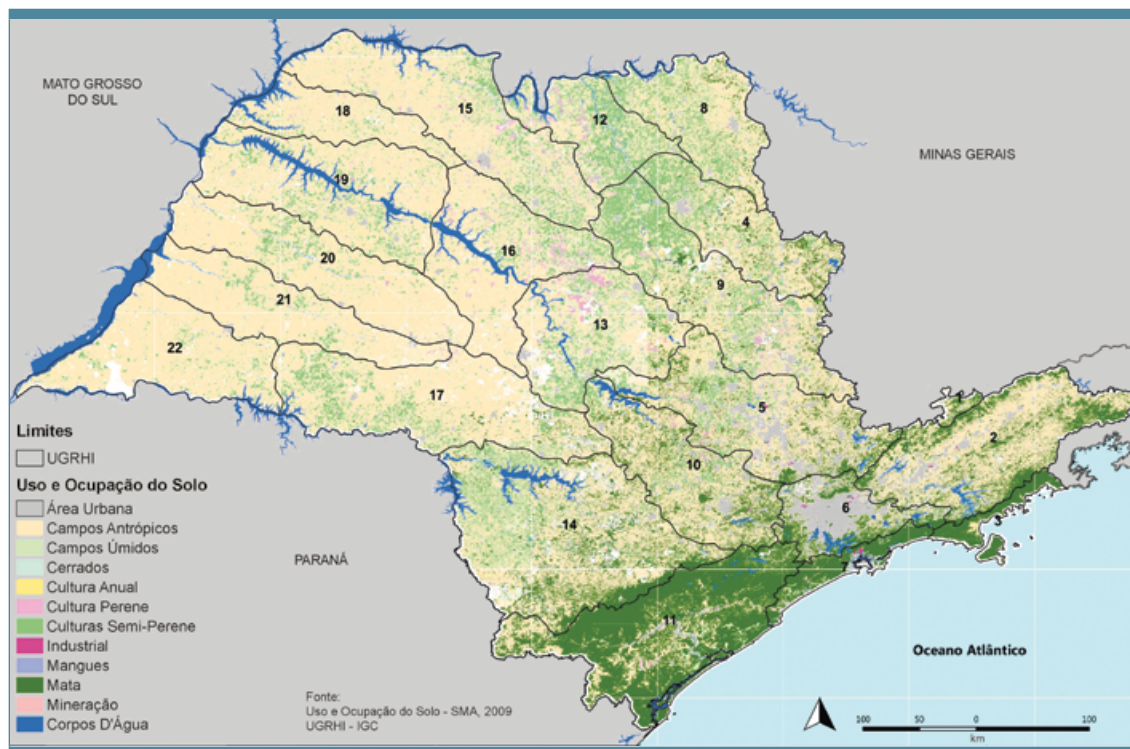 MATO GROSSO
DO SUL
MINAS GERAIS
PARANÁ
Oceano Atlântico
18
15
12
8
19
4
16
20
9
21
13
22
17
5
1
2
10
6
3
14
7
11
Limites
UGRHI
Uso e Ocupação do Solo
Área Urbana
Campos Antrópicos
Campos Úmidos
Cerrados
Cultura Anual
Cultura Perene
Culturas Semi-Perene
Industrial
Mangues
Mata
Mineração
Corpos D'Água
Fonte:
Uso e Ocupação do Solo - SMA, 2009
UGRHI - IGC
100 50 0 100
km